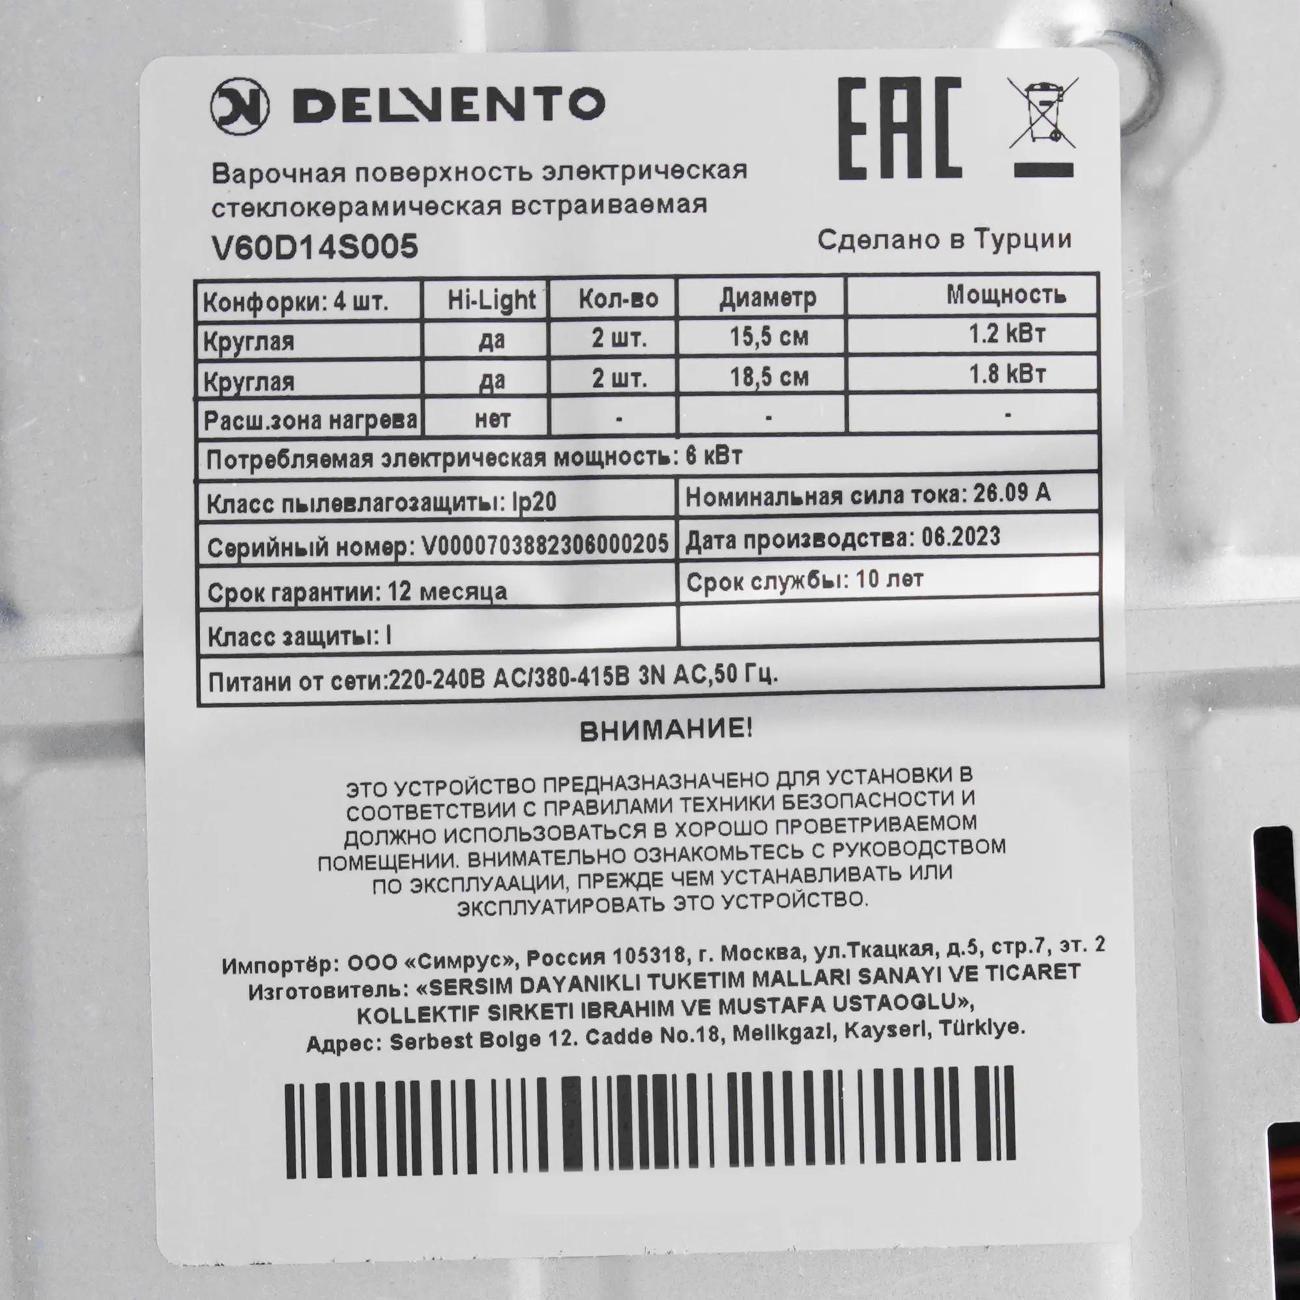 DELVENTO
EAC
Варочная поверхность электрическая
стеклокерамическая встраиваемая
V60D14S005
Сделано в Турции
Конфорки: 4 шт. Hi-Light Кол-во Диаметр Мощность
Круглая да 2 шт. 15,5 см 1.2 кВт
Круглая да 2 шт. 18,5 см 1.8 кВт
Расш.зона нагрева нет - - -
Потребляемая электрическая мощность: 6 кВт
Класс пылевлагозащиты: Ip20 Номинальная сила тока: 26.09 А
Серийный номер: V0000703882306000205 Дата производства: 06.2023
Срок гарантии: 12 месяца Срок службы: 10 лет
Класс защиты: I
Питани от сети:220-240В AC/380-415В 3N AC,50 Гц.
ВНИМАНИЕ!
ЭТО УСТРОЙСТВО ПРЕДНАЗНАЗНАЧЕНО ДЛЯ УСТАНОВКИ В
СООТВЕТСТВИИ С ПРАВИЛАМИ ТЕХНИКИ БЕЗОПАСНОСТИ И
ДОЛЖНО ИСПОЛЬЗОВАТЬСЯ В ХОРОШО ПРОВЕТРИВАЕМОМ
ПОМЕЩЕНИИ. ВНИМАТЕЛЬНО ОЗНАКОМЬТЕСЬ С РУКОВОДСТВОМ
ПО ЭКСПЛУААЦИИ, ПРЕЖДЕ ЧЕМ УСТАНАВЛИВАТЬ ИЛИ
ЭКСПЛУАТИРОВАТЬ ЭТО УСТРОЙСТВО.
Импортёр: ООО «Симрус», Россия 105318, г. Москва, ул.Ткацкая, д.5, стр.7, эт. 2
Изготовитель: «SERSIM DAYANIKLI TUKETIM MALLARI SANAYI VE TICARET
KOLLEKTIF SIRKETI IBRAHIM VE MUSTAFA USTAOGLU»,
Адрес: Serbest Bolge 12. Cadde No.18, Melikgazi, Kayseri, Türkiye.